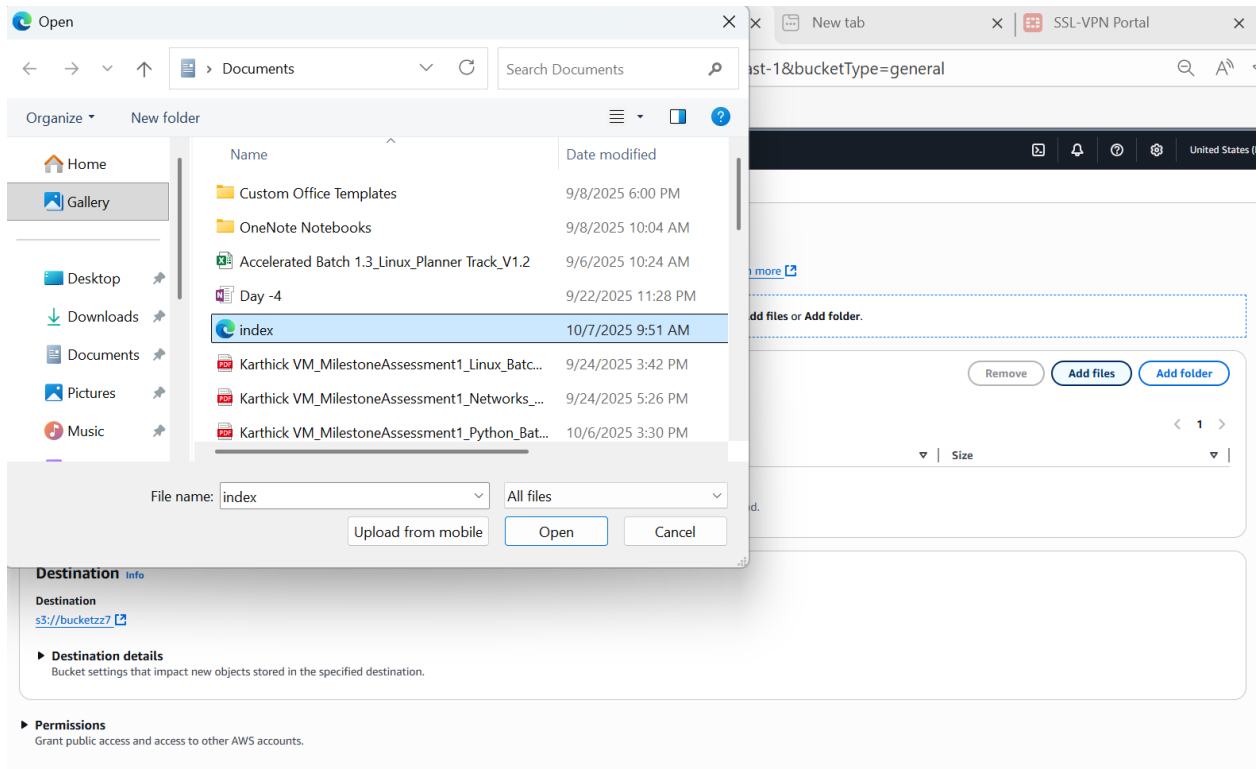 Open
New tab
SSL-VPN Portal
Documents
Search Documents
ast-1&bucketType=general
Organize
New folder
United States (
Home
Gallery
Desktop
Downloads
Documents
Pictures
Music
Name
Date modified
Custom Office Templates 9/8/2025 6:00 PM
OneNote Notebooks 9/8/2025 10:04 AM
Accelerated Batch 1.3_Linux_Planner Track_V1.2 9/6/2025 10:24 AM
Day -4 9/22/2025 11:28 PM
index 10/7/2025 9:51 AM
Karthick VM_MilestoneAssessment1_Linux_Batc... 9/24/2025 3:42 PM
Karthick VM_MilestoneAssessment1_Networks_... 9/24/2025 5:26 PM
Karthick VM_MilestoneAssessment1_Python_Bat... 10/6/2025 3:30 PM
File name: index
All files
Upload from mobile
Open
Cancel
more
dd files or Add folder.
Remove
Add files
Add folder
1
Size
d.
Destination Info
Destination
s3://bucketzz7
Destination details
Bucket settings that impact new objects stored in the specified destination.
Permissions
Grant public access and access to other AWS accounts.